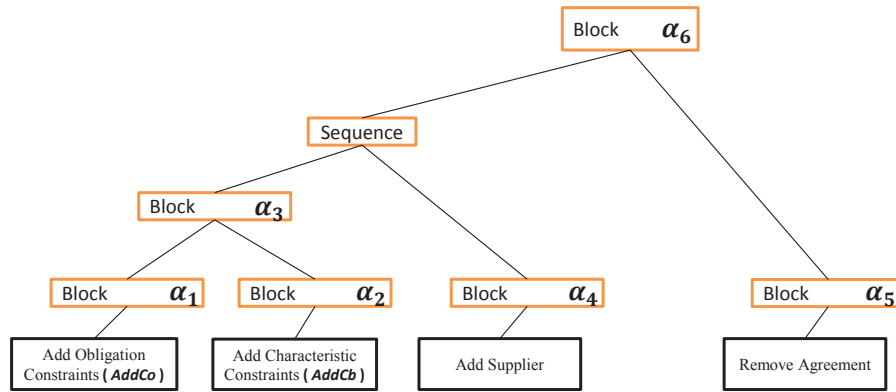 Block α₆
Sequence
Block α₃
Block α₁
Block α₂
Block α₄
Block α₅
Add Obligation
Constraints ( AddCo )
Add Characteristic
Constraints ( AddCb )
Add Supplier
Remove Agreement